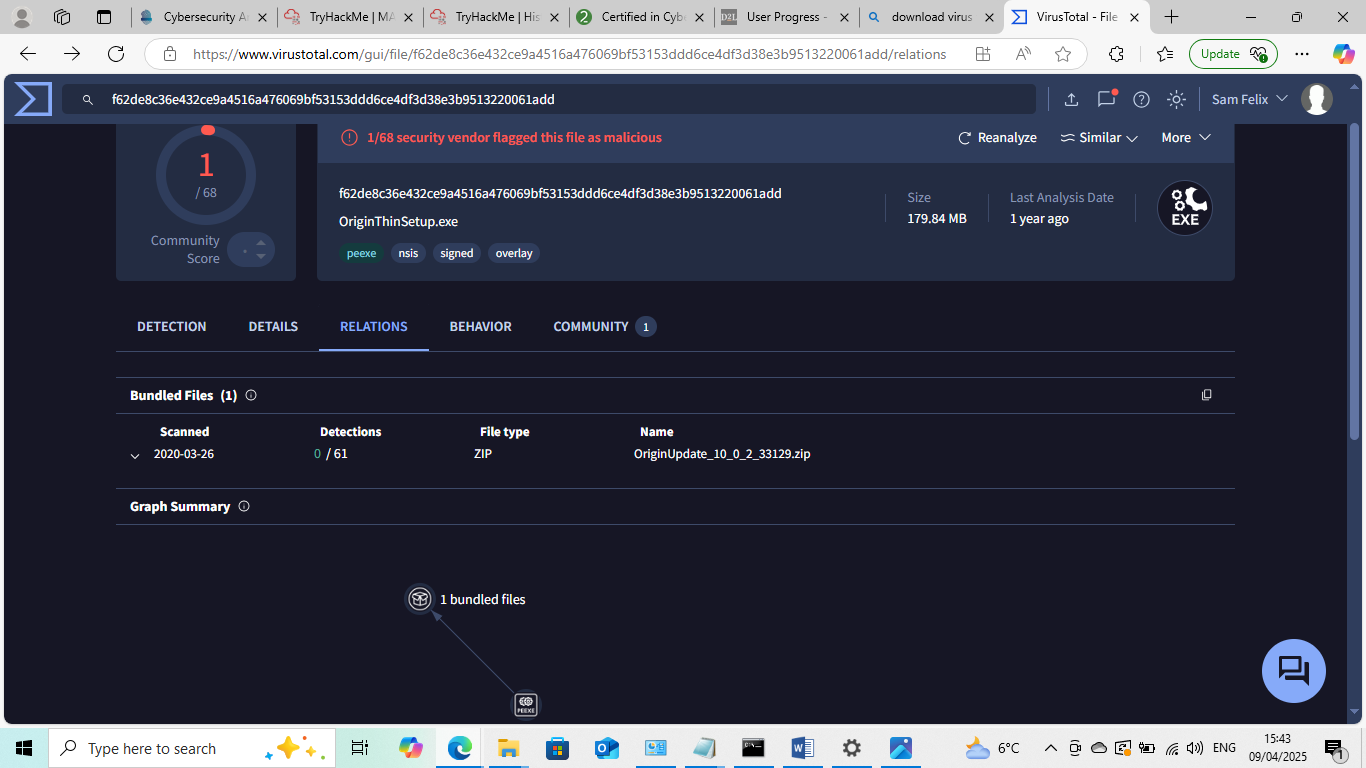 Cybersecurity A
TryHackMe | MA
TryHackMe | His
2 Certified in Cyb
D2L User Progress -
download virus
VirusTotal - File
https://www.virustotal.com/gui/file/f62de8c36e432ce9a4516a476069bf53153ddd6ce4df3d38e3b9513220061add/relations
Update
f62de8c36e432ce9a4516a476069bf53153ddd6ce4df3d38e3b9513220061add
Sam Felix
1
/ 68
Community
Score
1/68 security vendor flagged this file as malicious
Reanalyze
Similar
More
f62de8c36e432ce9a4516a476069bf53153ddd6ce4df3d38e3b9513220061add
OriginThinSetup.exe
peexe
nsis
signed
overlay
Size
179.84 MB
Last Analysis Date
1 year ago
EXE
DETECTION
DETAILS
RELATIONS
BEHAVIOR
COMMUNITY 1
Bundled Files (1)
Scanned Detections File type Name
2020-03-26 0 / 61 ZIP OriginUpdate_10_0_2_33129.zip
Graph Summary
1 bundled files
PEEXE
Type here to search
6°C
ENG
15:43
09/04/2025
1